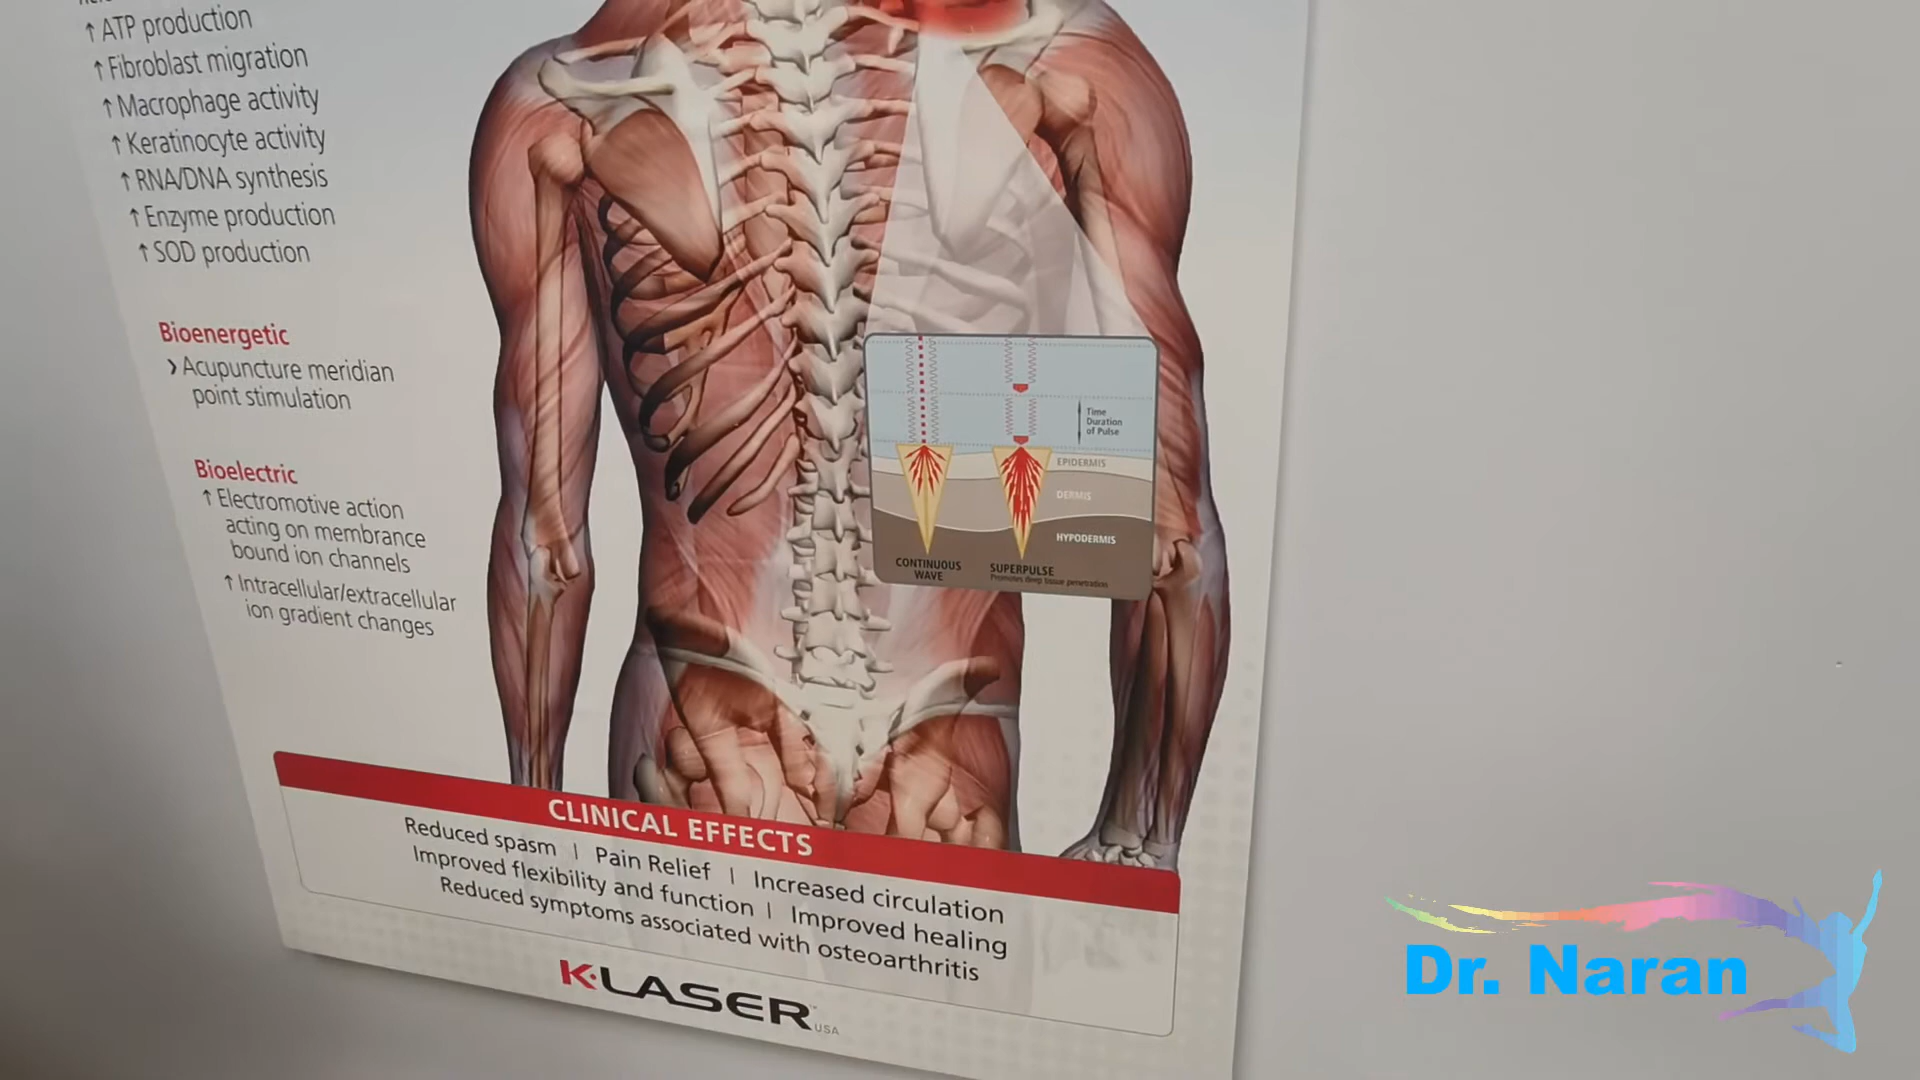 ↑ ATP production
↑ Fibroblast migration
↑ Macrophage activity
↑ Keratinocyte activity
↑ RNA/DNA synthesis
↑ Enzyme production
↑ SOD production
Bioenergetic
› Acupuncture meridian
point stimulation
Bioelectric
↑ Electromotive action
acting on membrance
bound ion channels
↑ Intracellular/extracellular
ion gradient changes
Time
Duration
of Pulse
EPIDERMIS
DERMIS
HYPODERMIS
CONTINUOUS
WAVE
SUPERPULSE
Promotes deep tissue penetration
CLINICAL EFFECTS
Reduced spasm | Pain Relief | Increased circulation
Improved flexibility and function | Improved healing
Reduced symptoms associated with osteoarthritis
K-LASER USA
Dr. Naran